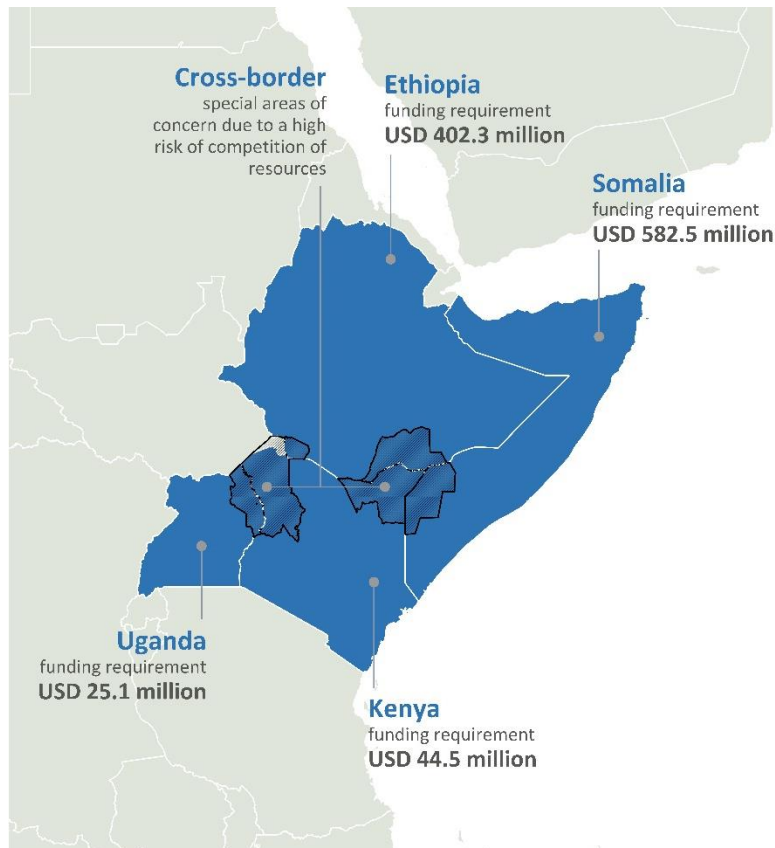 Cross-border
special areas of
concern due to a high
risk of competition of
resources
Ethiopia
funding requirement
USD 402.3 million
Somalia
funding requirement
USD 582.5 million
Uganda
funding requirement
USD 25.1 million
Kenya
funding requirement
USD 44.5 million